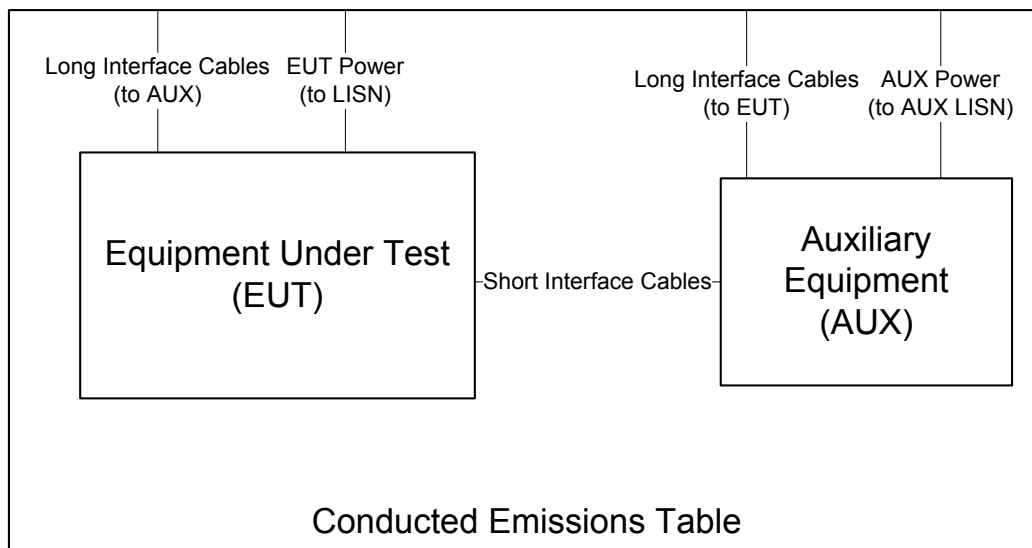 Long Interface Cables
(to AUX)
EUT Power
(to LISN)
Long Interface Cables
(to EUT)
AUX Power
(to AUX LISN)
Equipment Under Test
(EUT)
Short Interface Cables
Auxiliary
Equipment
(AUX)
Conducted Emissions Table